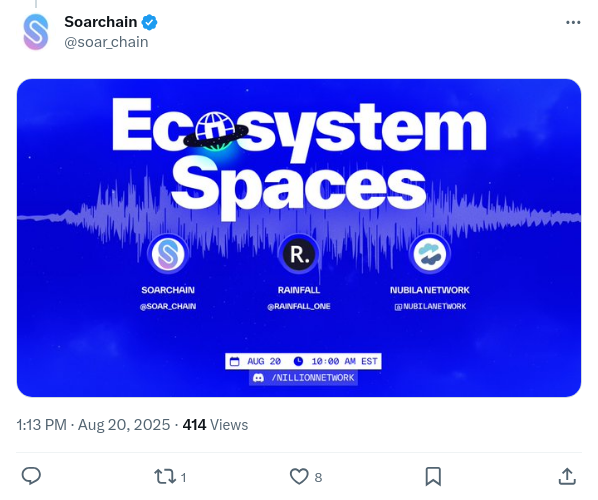 Soarchain
@soar_chain
Ecosystem
Spaces
R.
SOARCHAIN
RAINFALL
NUBILA NETWORK
@SOAR_CHAIN
@RAINFALL_ONE
@NUBILANETWORK
AUG 20 10:00 AM EST
/NILLIONNETWORK
1:13 PM · Aug 20, 2025 · 414 Views
1
8